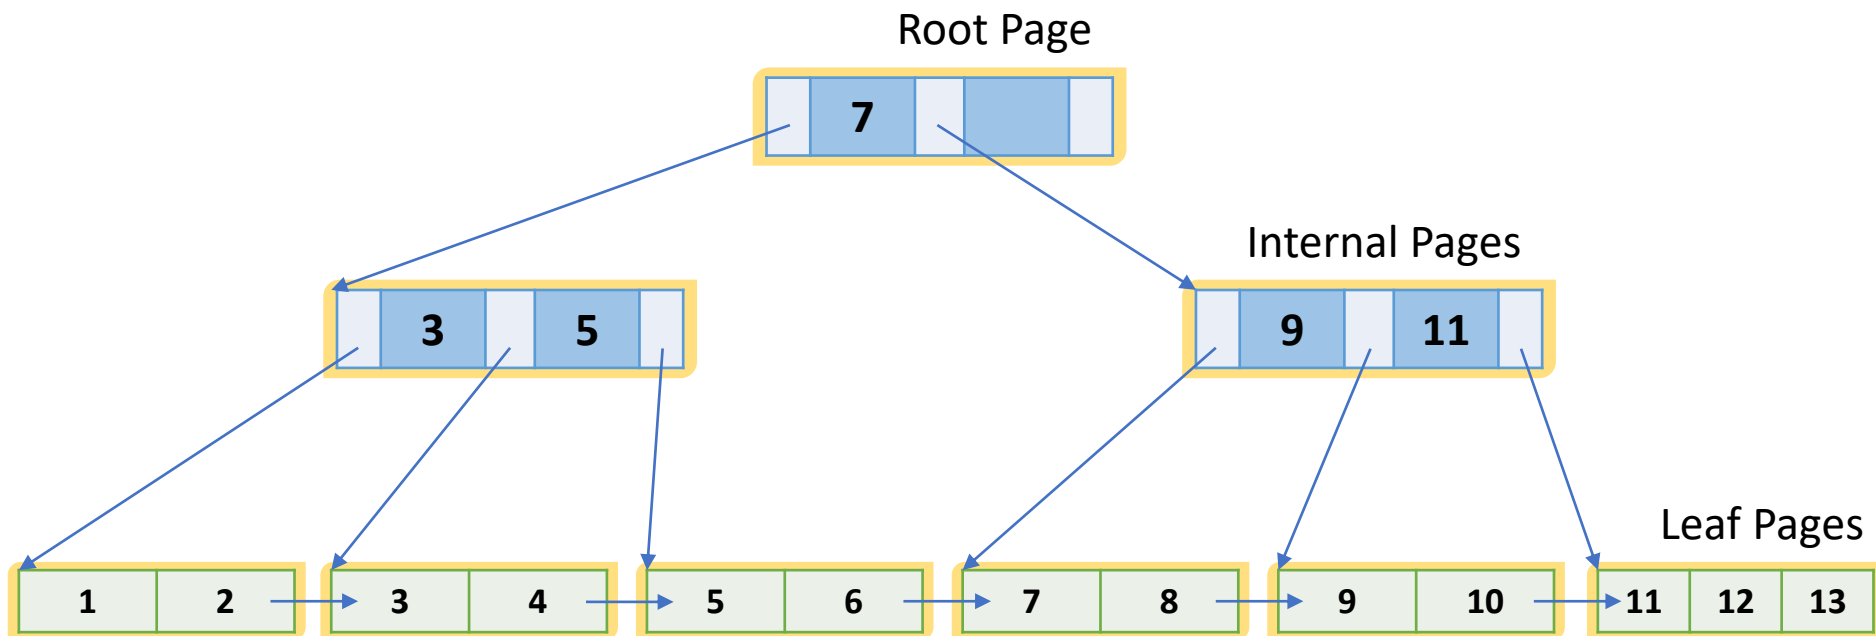 Root Page
7
Internal Pages
3 5 9 11
Leaf Pages
1 2 3 4 5 6 7 8 9 10 11 12 13